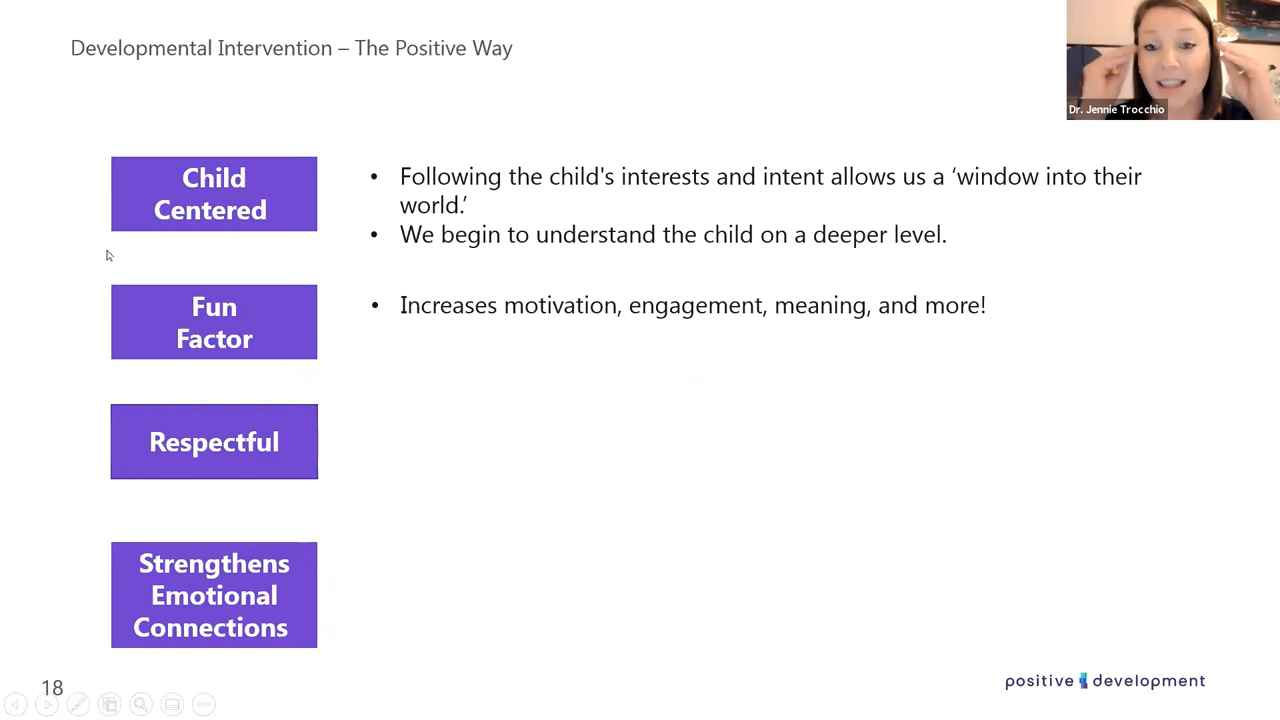 Developmental Intervention – The Positive Way
Dr. Jennie Trocchio
Child
Centered
• Following the child's interests and intent allows us a ‘window into their
world.’
• We begin to understand the child on a deeper level.
Fun
Factor
• Increases motivation, engagement, meaning, and more!
Respectful
Strengthens
Emotional
Connections
18
positive development